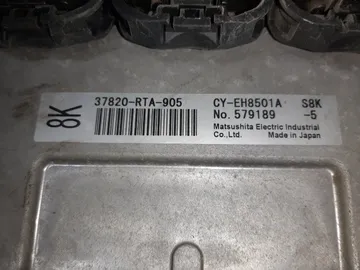 8K
37820-RTA-905 CY-EH8501A S8K
No. 579189 -5
Matsushita Electric Industrial
Co.,Ltd. Made in Japan